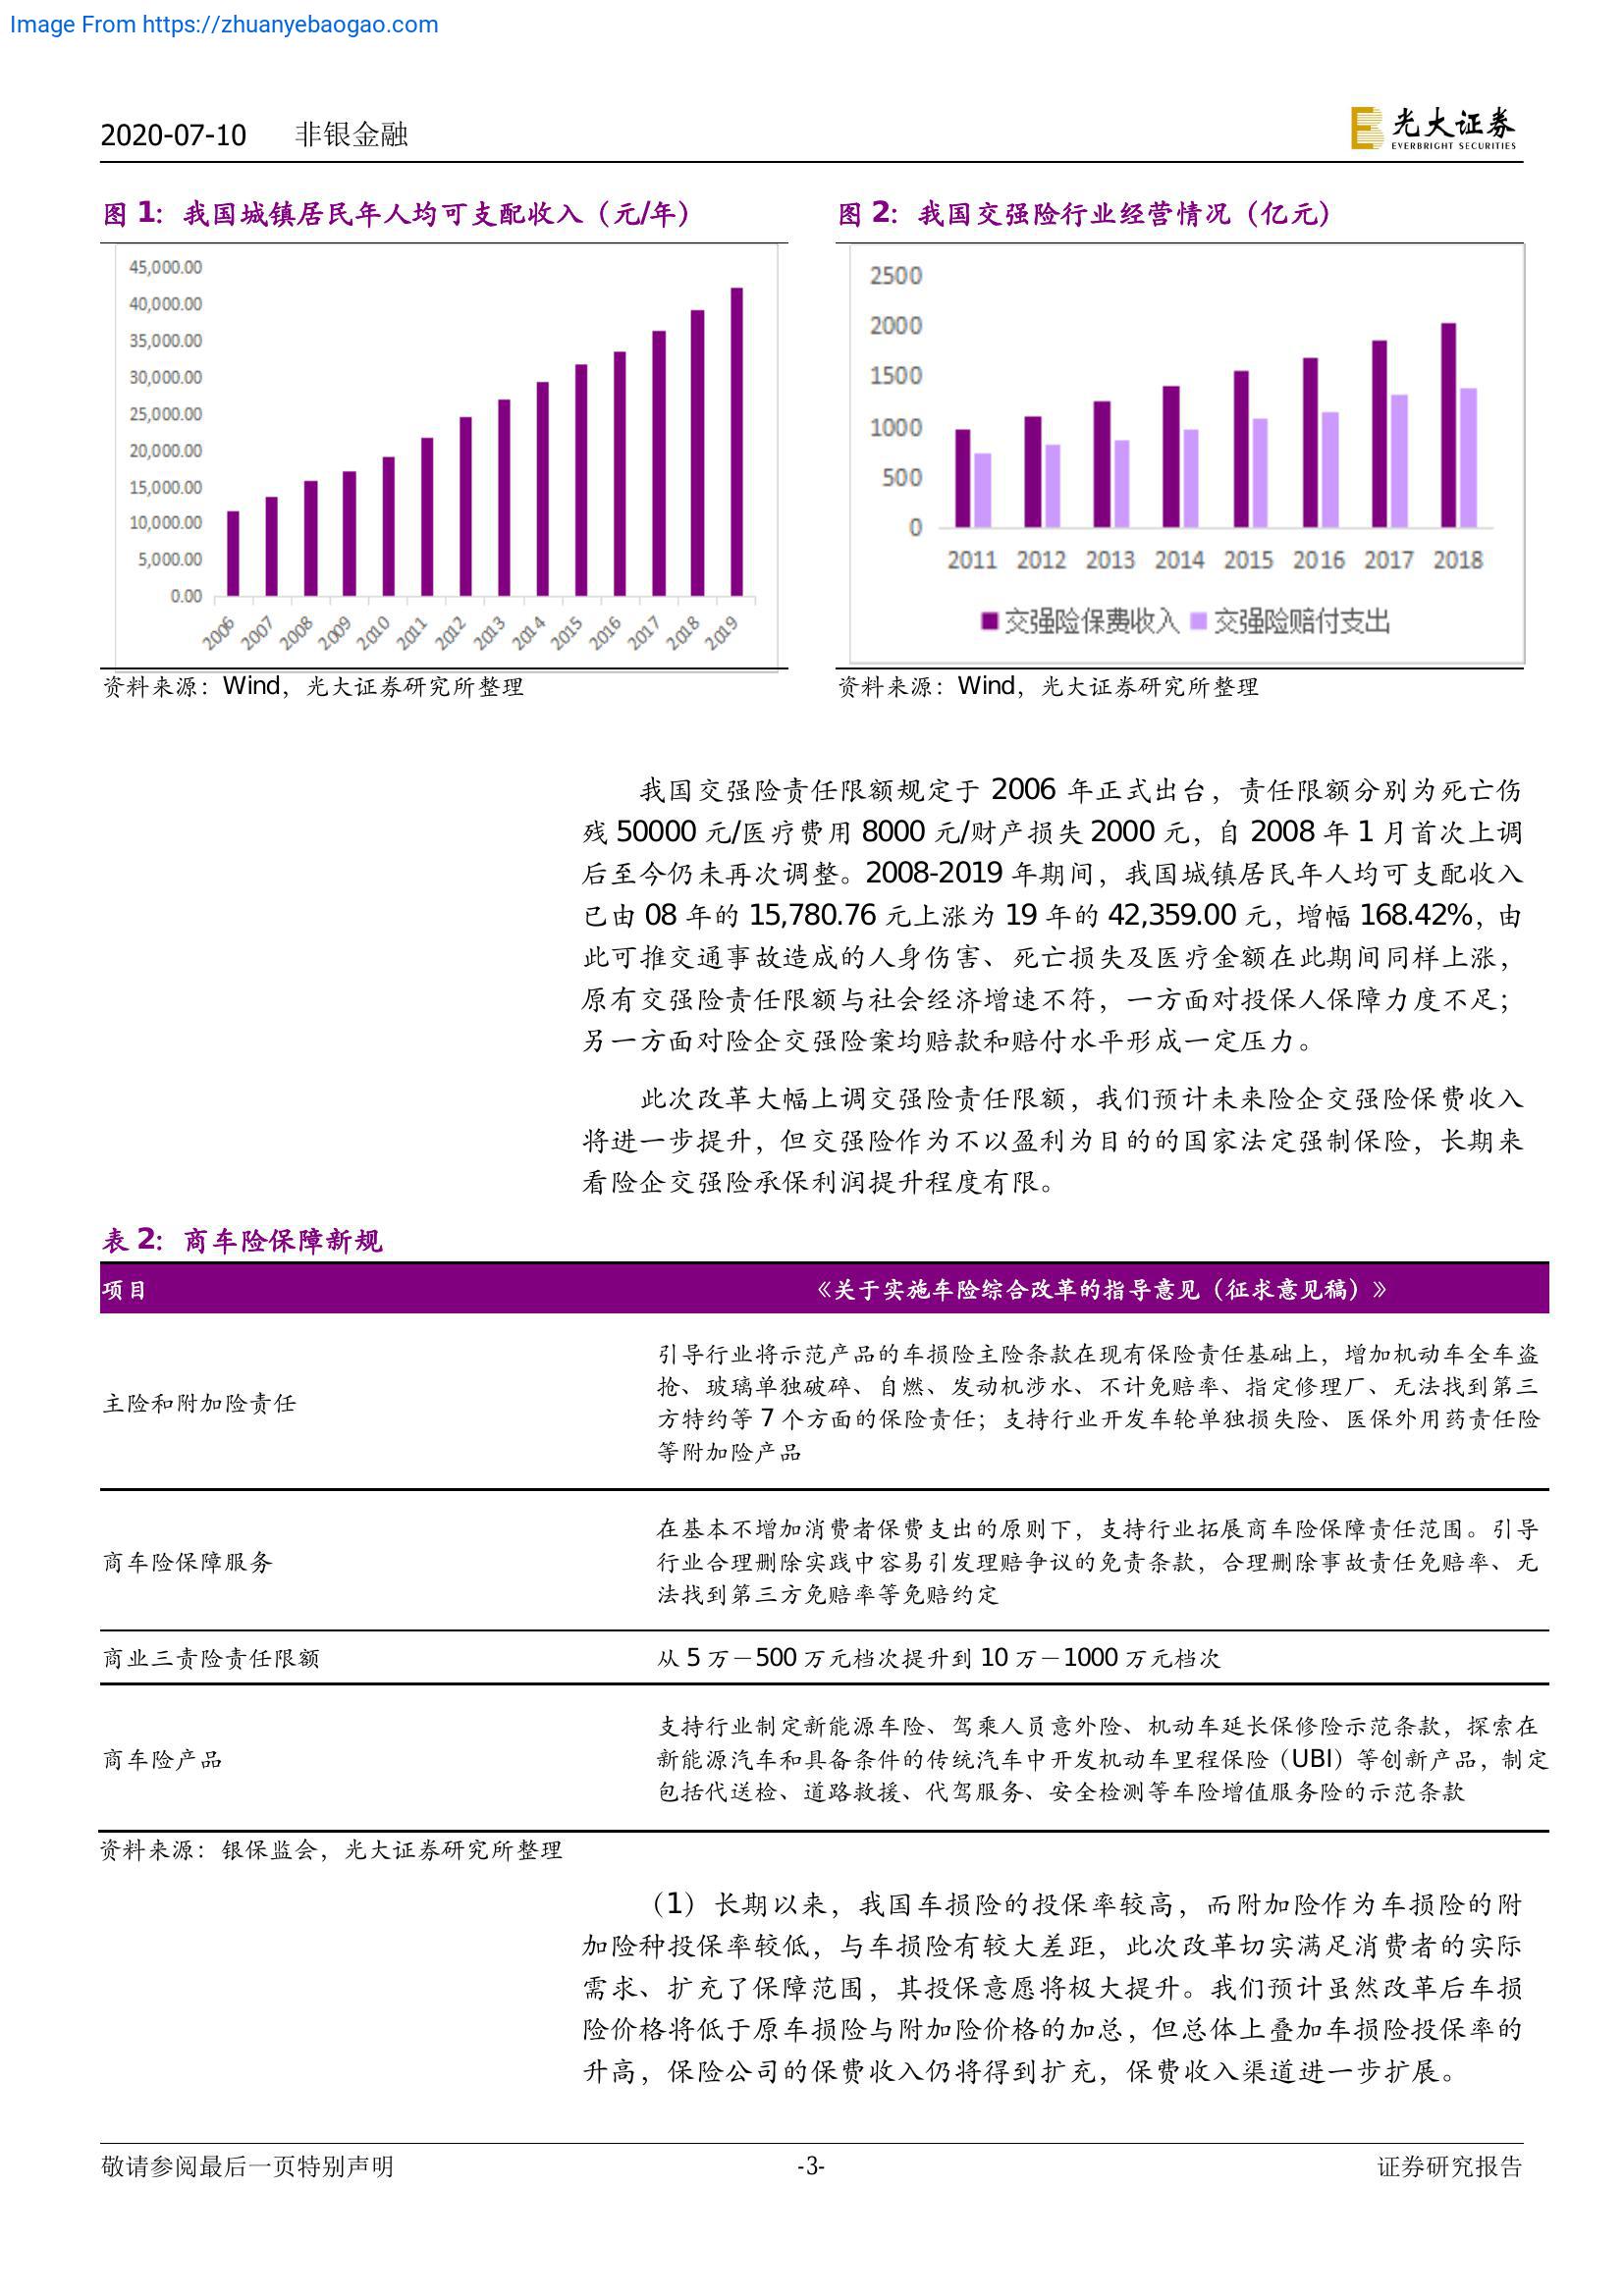 Image From https://zhuanyebaogao.com
2020-07-10 非银金融
光大证券
EVERBRIGHT SECURITIES
图 1：我国城镇居民年人均可支配收入（元/年）
45,000.00
40,000.00
35,000.00
30,000.00
25,000.00
20,000.00
15,000.00
10,000.00
5,000.00
0.00
2006 2007 2008 2009 2010 2011 2012 2013 2014 2015 2016 2017 2018 2019
资料来源：Wind，光大证券研究所整理
图 2：我国交强险行业经营情况（亿元）
2500
2000
1500
1000
500
0
2011 2012 2013 2014 2015 2016 2017 2018
交强险保费收入 交强险赔付支出
资料来源：Wind，光大证券研究所整理
我国交强险责任限额规定于 2006 年正式出台，责任限额分别为死亡伤
残 50000 元/医疗费用 8000 元/财产损失 2000 元，自 2008 年 1 月首次上调
后至今仍未再次调整。2008-2019 年期间，我国城镇居民年人均可支配收入
已由 08 年的 15,780.76 元上涨为 19 年的 42,359.00 元，增幅 168.42%，由
此可推交通事故造成的人身伤害、死亡损失及医疗金额在此期间同样上涨，
原有交强险责任限额与社会经济增速不符，一方面对投保人保障力度不足；
另一方面对险企交强险案均赔款和赔付水平形成一定压力。
此次改革大幅上调交强险责任限额，我们预计未来险企交强险保费收入
将进一步提升，但交强险作为不以盈利为目的的国家法定强制保险，长期来
看险企交强险承保利润提升程度有限。
表 2：商车险保障新规
项目 《关于实施车险综合改革的指导意见（征求意见稿）》
主险和附加险责任
引导行业将示范产品的车损险主险条款在现有保险责任基础上，增加机动车全车盗
抢、玻璃单独破碎、自燃、发动机涉水、不计免赔率、指定修理厂、无法找到第三
方特约等 7 个方面的保险责任；支持行业开发车轮单独损失险、医保外用药责任险
等附加险产品
商车险保障服务
在基本不增加消费者保费支出的原则下，支持行业拓展商车险保障责任范围。引导
行业合理删除实践中容易引发理赔争议的免责条款，合理删除事故责任免赔率、无
法找到第三方免赔率等免赔约定
商业三责险责任限额 从 5 万－500 万元档次提升到 10 万－1000 万元档次
商车险产品
支持行业制定新能源车险、驾乘人员意外险、机动车延长保修险示范条款，探索在
新能源汽车和具备条件的传统汽车中开发机动车里程保险（UBI）等创新产品，制定
包括代送检、道路救援、代驾服务、安全检测等车险增值服务险的示范条款
资料来源：银保监会，光大证券研究所整理
（1）长期以来，我国车损险的投保率较高，而附加险作为车损险的附
加险种投保率较低，与车损险有较大差距，此次改革切实满足消费者的实际
需求、扩充了保障范围，其投保意愿将极大提升。我们预计虽然改革后车损
险价格将低于原车损险与附加险价格的加总，但总体上叠加车损险投保率的
升高，保险公司的保费收入仍将得到扩充，保费收入渠道进一步扩展。
敬请参阅最后一页特别声明 -3- 证券研究报告